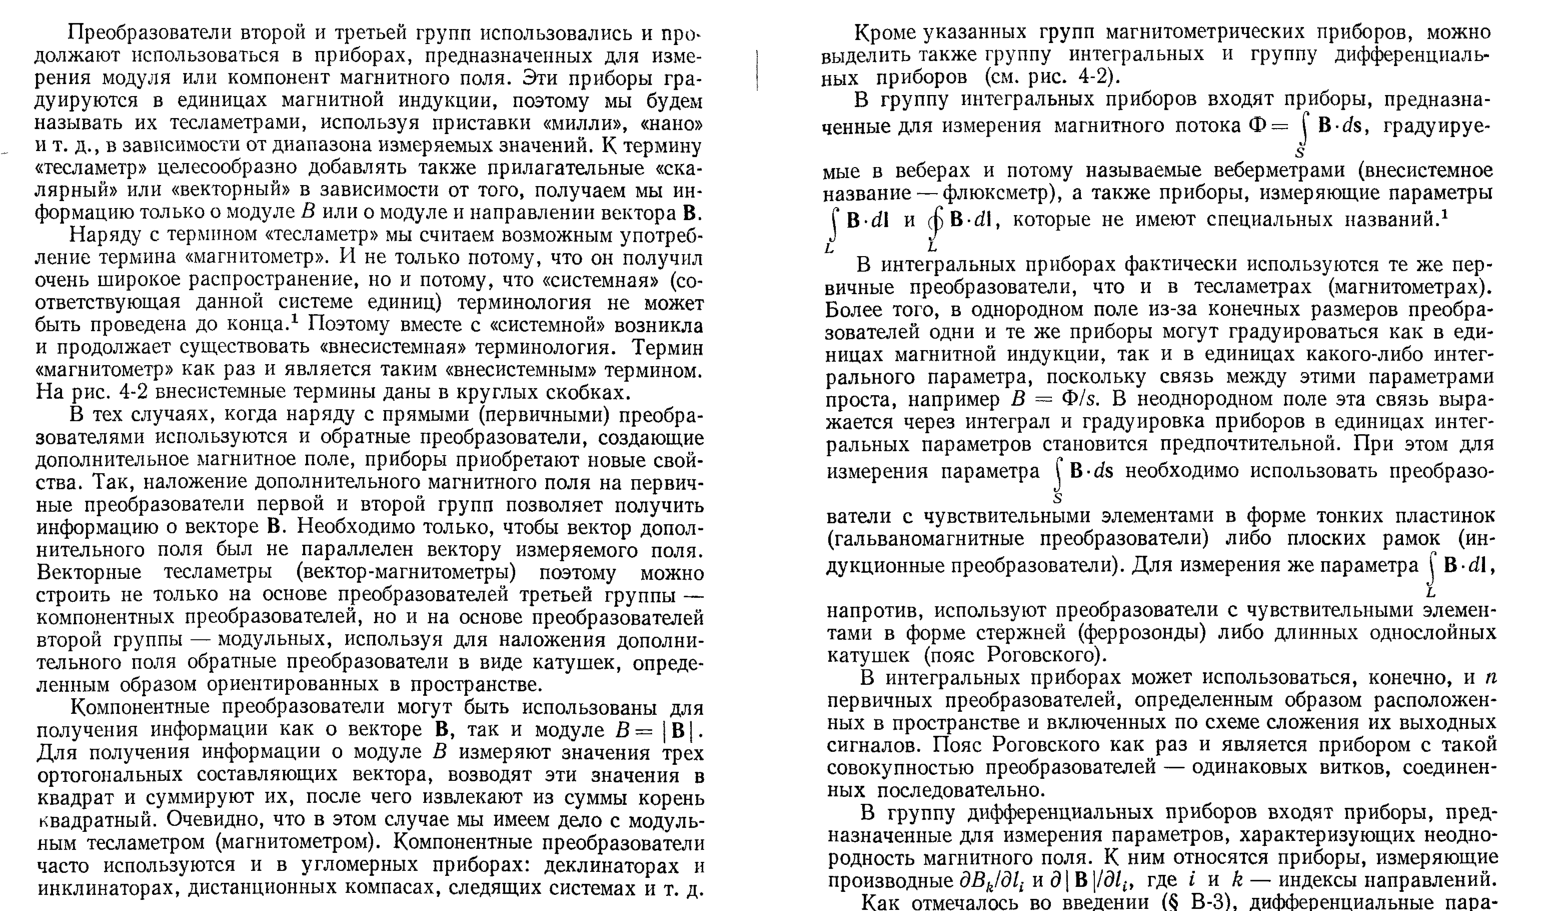 Преобразователи второй и третьей групп использовались и про-
должают использоваться в приборах, предназначенных для изме-
рения модуля или компонент магнитного поля. Эти приборы гра-
дуируются в единицах магнитной индукции, поэтому мы будем
называть их тесламетрами, используя приставки «милли», «нано»
и т. д., в зависимости от диапазона измеряемых значений. К термину
«тесламетр» целесообразно добавлять также прилагательные «ска-
лярный» или «векторный» в зависимости от того, получаем мы ин-
формацию только о модуле B или о модуле и направлении вектора B.
Наряду с термином «тесламетр» мы считаем возможным употреб-
ление термина «магнитометр». И не только потому, что он получил
очень широкое распространение, но и потому, что «системная» (со-
ответствующая данной системе единиц) терминология не может
быть проведена до конца.¹ Поэтому вместе с «системной» возникла
и продолжает существовать «внесистемная» терминология. Термин
«магнитометр» как раз и является таким «внесистемным» термином.
На рис. 4-2 внесистемные термины даны в круглых скобках.
В тех случаях, когда наряду с прямыми (первичными) преобра-
зователями используются и обратные преобразователи, создающие
дополнительное магнитное поле, приборы приобретают новые свой-
ства. Так, наложение дополнительного магнитного поля на первич-
ные преобразователи первой и второй групп позволяет получить
информацию о векторе B. Необходимо только, чтобы вектор допол-
нительного поля был не параллелен вектору измеряемого поля.
Векторные тесламетры (вектор-магнитометры) поэтому можно
строить не только на основе преобразователей третьей группы —
компонентных преобразователей, но и на основе преобразователей
второй группы — модульных, используя для наложения дополни-
тельного поля обратные преобразователи в виде катушек, опреде-
ленным образом ориентированных в пространстве.
Компонентные преобразователи могут быть использованы для
получения информации как о векторе B, так и модуле B = |B|.
Для получения информации о модуле B измеряют значения трех
ортогональных составляющих вектора, возводят эти значения в
квадрат и суммируют их, после чего извлекают из суммы корень
квадратный. Очевидно, что в этом случае мы имеем дело с модуль-
ным тесламетром (магнитометром). Компонентные преобразователи
часто используются и в угломерных приборах: деклинаторах и
инклинаторах, дистанционных компасах, следящих системах и т. д.
Кроме указанных групп магнитометрических приборов, можно
выделить также группу интегральных и группу дифференциаль-
ных приборов (см. рис. 4-2).
В группу интегральных приборов входят приборы, предназна-
ченные для измерения магнитного потока Φ = ∫ B·ds, градуируе-
S
мые в веберах и потому называемые веберметрами (внесистемное
название — флюксметр), а также приборы, измеряющие параметры
∫ B·dl и ∮ B·dl, которые не имеют специальных названий.¹
L L
В интегральных приборах фактически используются те же пер-
вичные преобразователи, что и в тесламетрах (магнитометрах).
Более того, в однородном поле из-за конечных размеров преобра-
зователей одни и те же приборы могут градуироваться как в еди-
ницах магнитной индукции, так и в единицах какого-либо интег-
рального параметра, поскольку связь между этими параметрами
проста, например B = Φ/s. В неоднородном поле эта связь выра-
жается через интеграл и градуировка приборов в единицах интег-
ральных параметров становится предпочтительной. При этом для
измерения параметра ∫ B·ds необходимо использовать преобразо-
S
ватели с чувствительными элементами в форме тонких пластинок
(гальваномагнитные преобразователи) либо плоских рамок (ин-
дукционные преобразователи). Для измерения же параметра ∫ B·dl,
L
напротив, используют преобразователи с чувствительными элемен-
тами в форме стержней (феррозонды) либо длинных однослойных
катушек (пояс Роговского).
В интегральных приборах может использоваться, конечно, и n
первичных преобразователей, определенным образом расположен-
ных в пространстве и включенных по схеме сложения их выходных
сигналов. Пояс Роговского как раз и является прибором с такой
совокупностью преобразователей — одинаковых витков, соединен-
ных последовательно.
В группу дифференциальных приборов входят приборы, пред-
назначенные для измерения параметров, характеризующих неодно-
родность магнитного поля. К ним относятся приборы, измеряющие
производные ∂Bₖ/∂lᵢ и ∂|B|/∂lᵢ, где i и k — индексы направлений.
Как отмечалось во введении (§ В-3), дифференциальные пара-